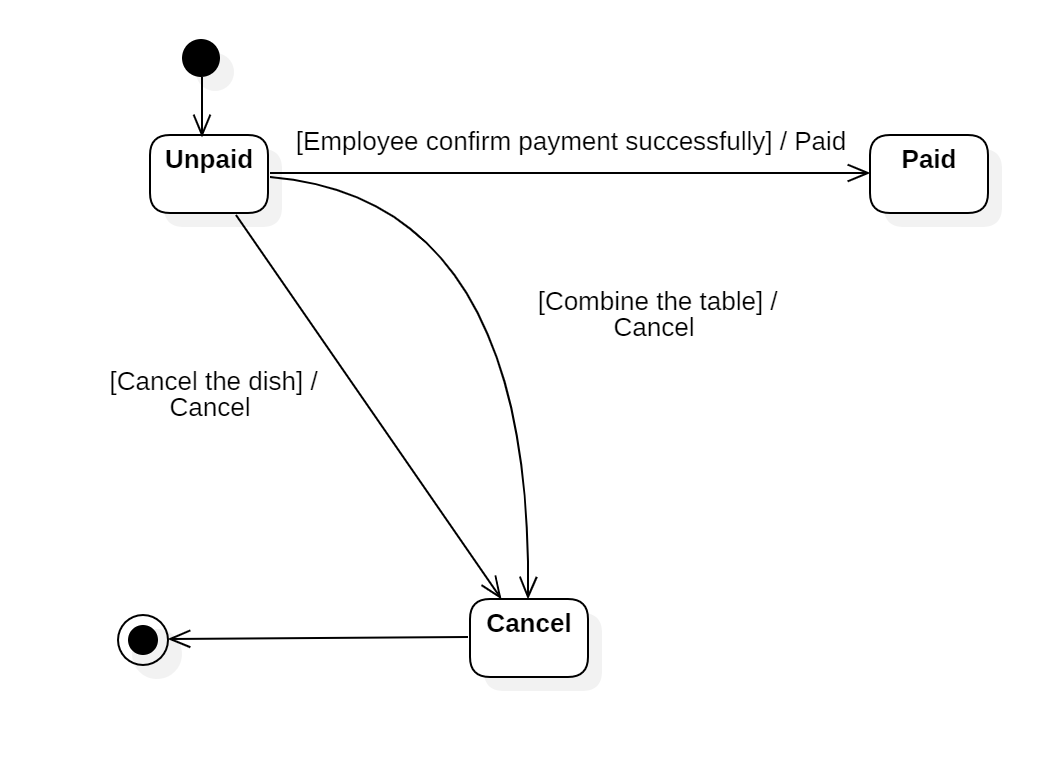 Unpaid
[Employee confirm payment successfully] / Paid
Paid
[Combine the table] /
Cancel
[Cancel the dish] /
Cancel
Cancel